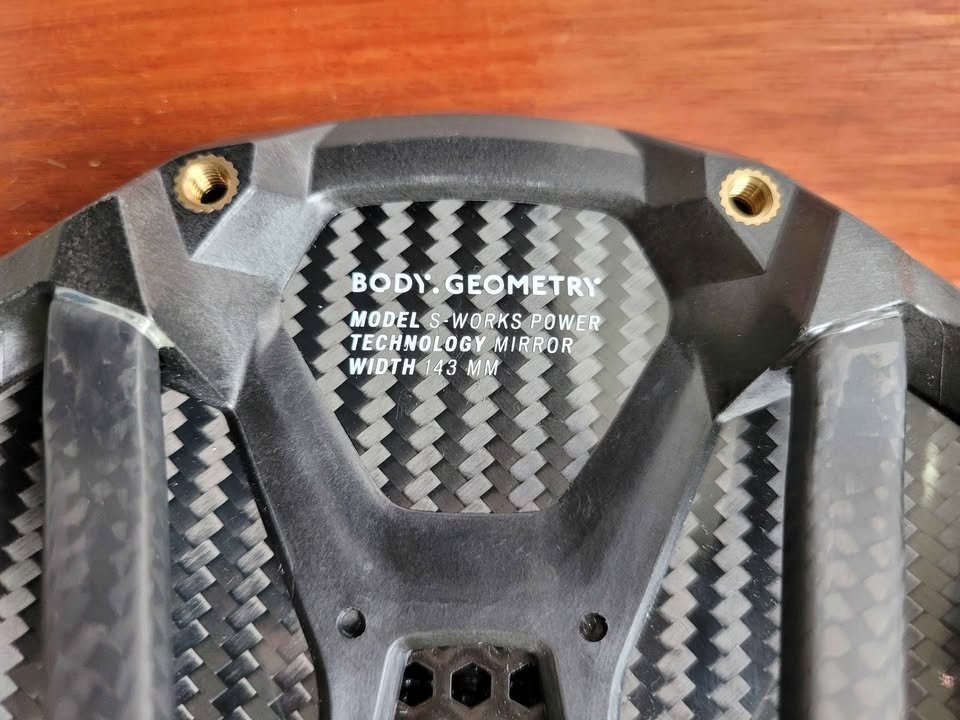 BODY. GEOMETRY
MODEL S-WORKS POWER
TECHNOLOGY MIRROR
WIDTH 143 MM